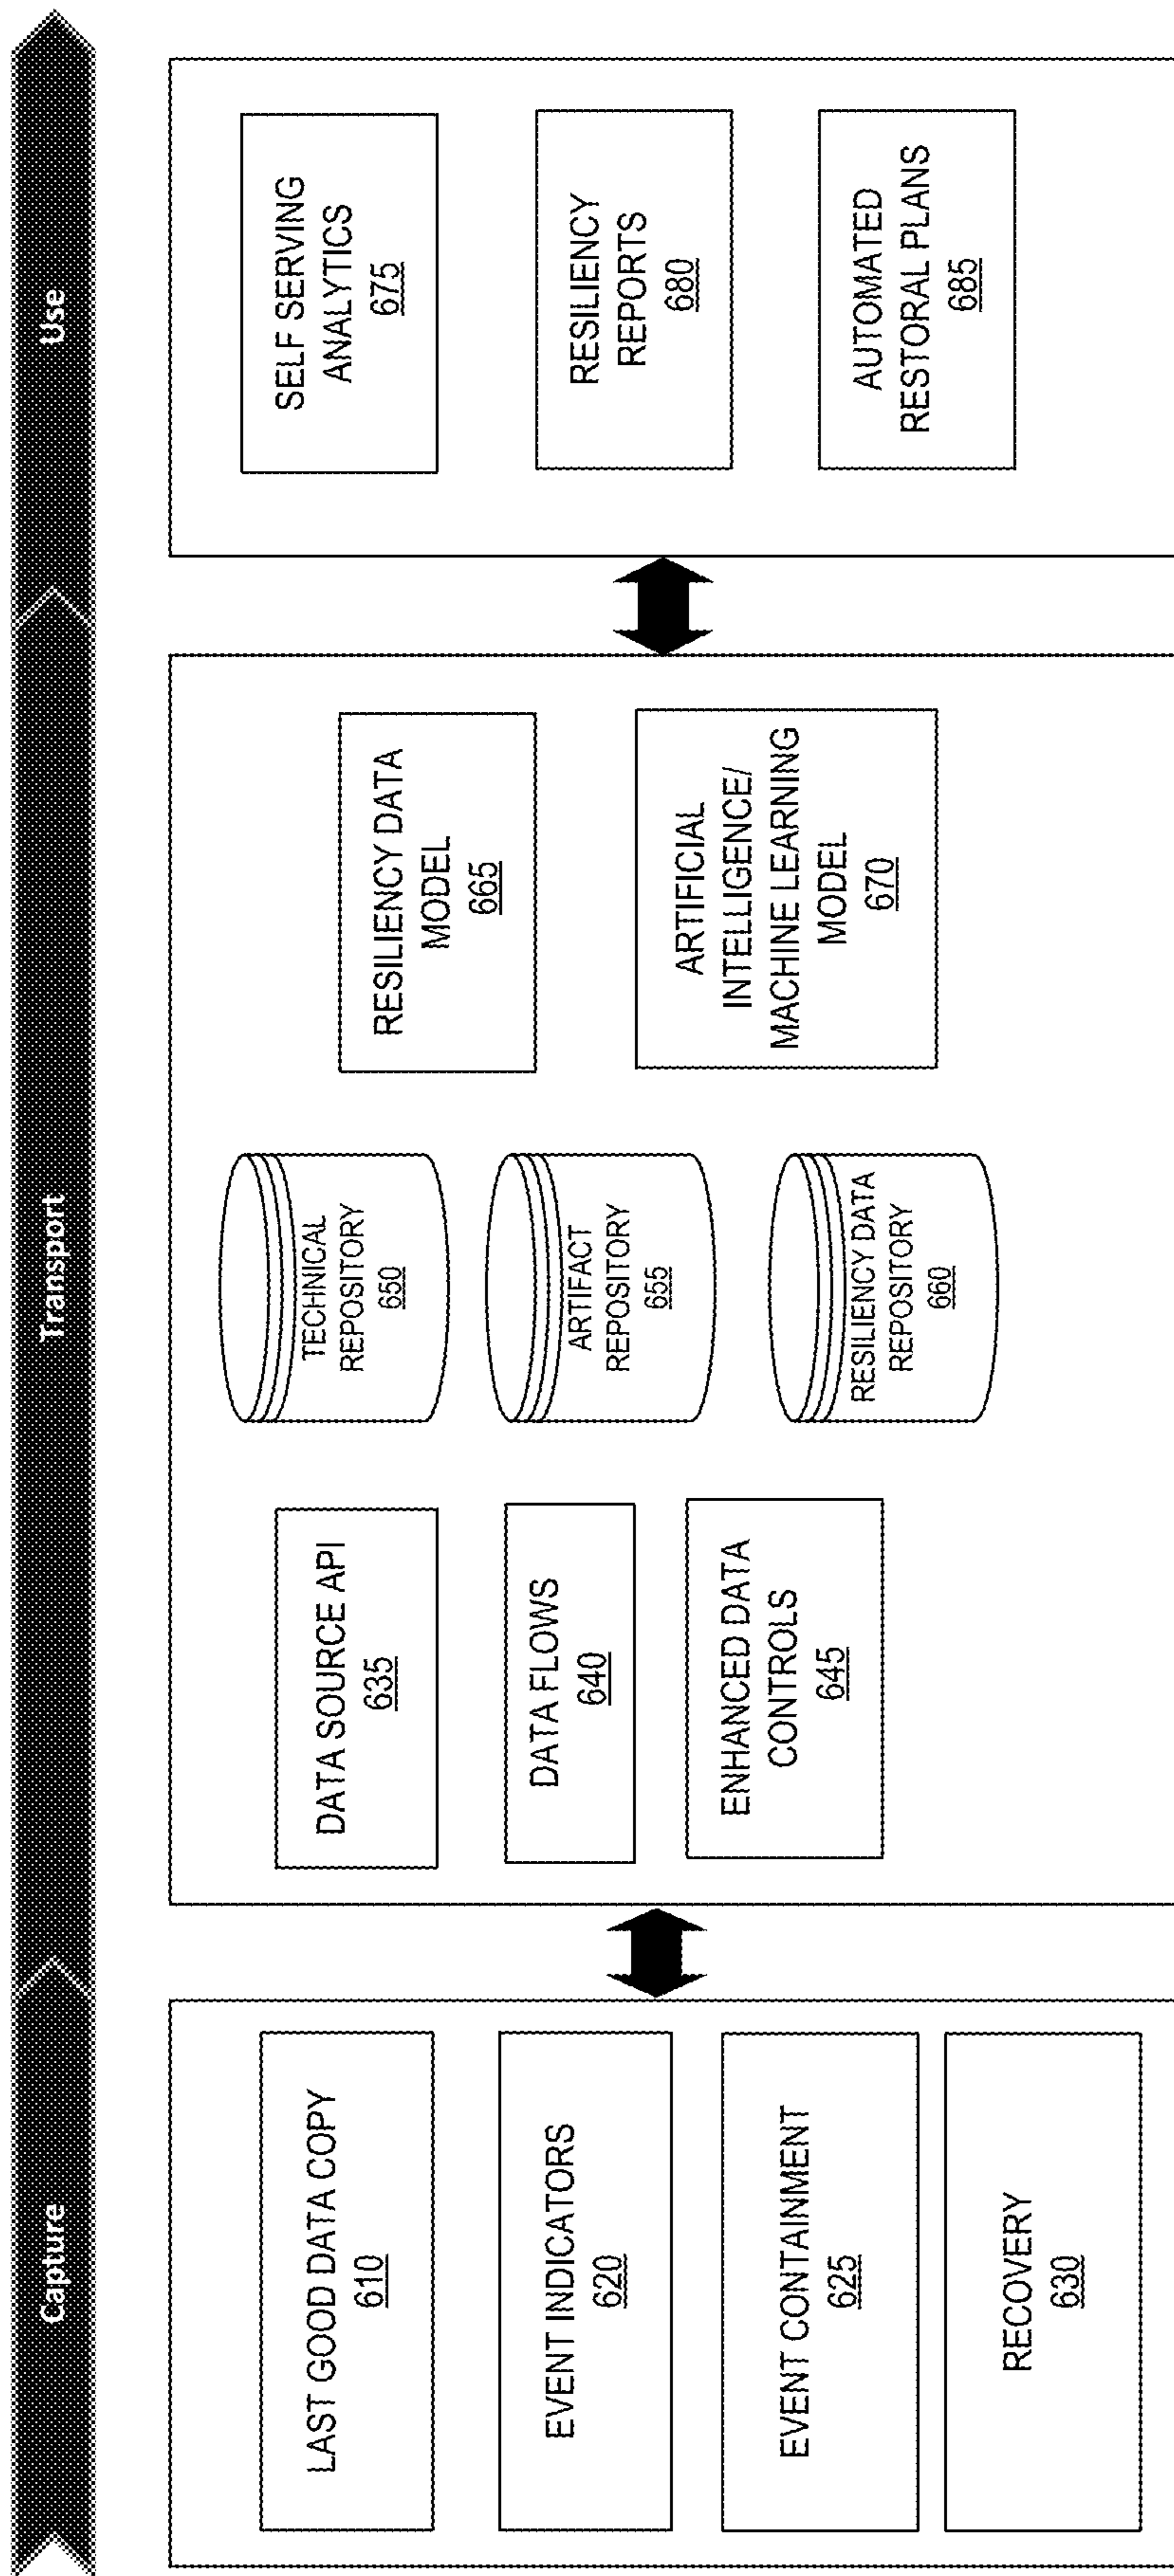 Capture
Transport
Use
LAST GOOD DATA COPY
610
EVENT INDICATORS
620
EVENT CONTAINMENT
625
RECOVERY
630
DATA SOURCE API
635
DATA FLOWS
640
ENHANCED DATA
CONTROLS
645
TECHNICAL
REPOSITORY
650
ARTIFACT
REPOSITORY
655
RESILIENCY DATA
REPOSITORY
660
RESILIENCY DATA
MODEL
665
ARTIFICIAL
INTELLIGENCE/
MACHINE LEARNING
MODEL
670
SELF SERVING
ANALYTICS
675
RESILIENCY
REPORTS
680
AUTOMATED
RESTORAL PLANS
685